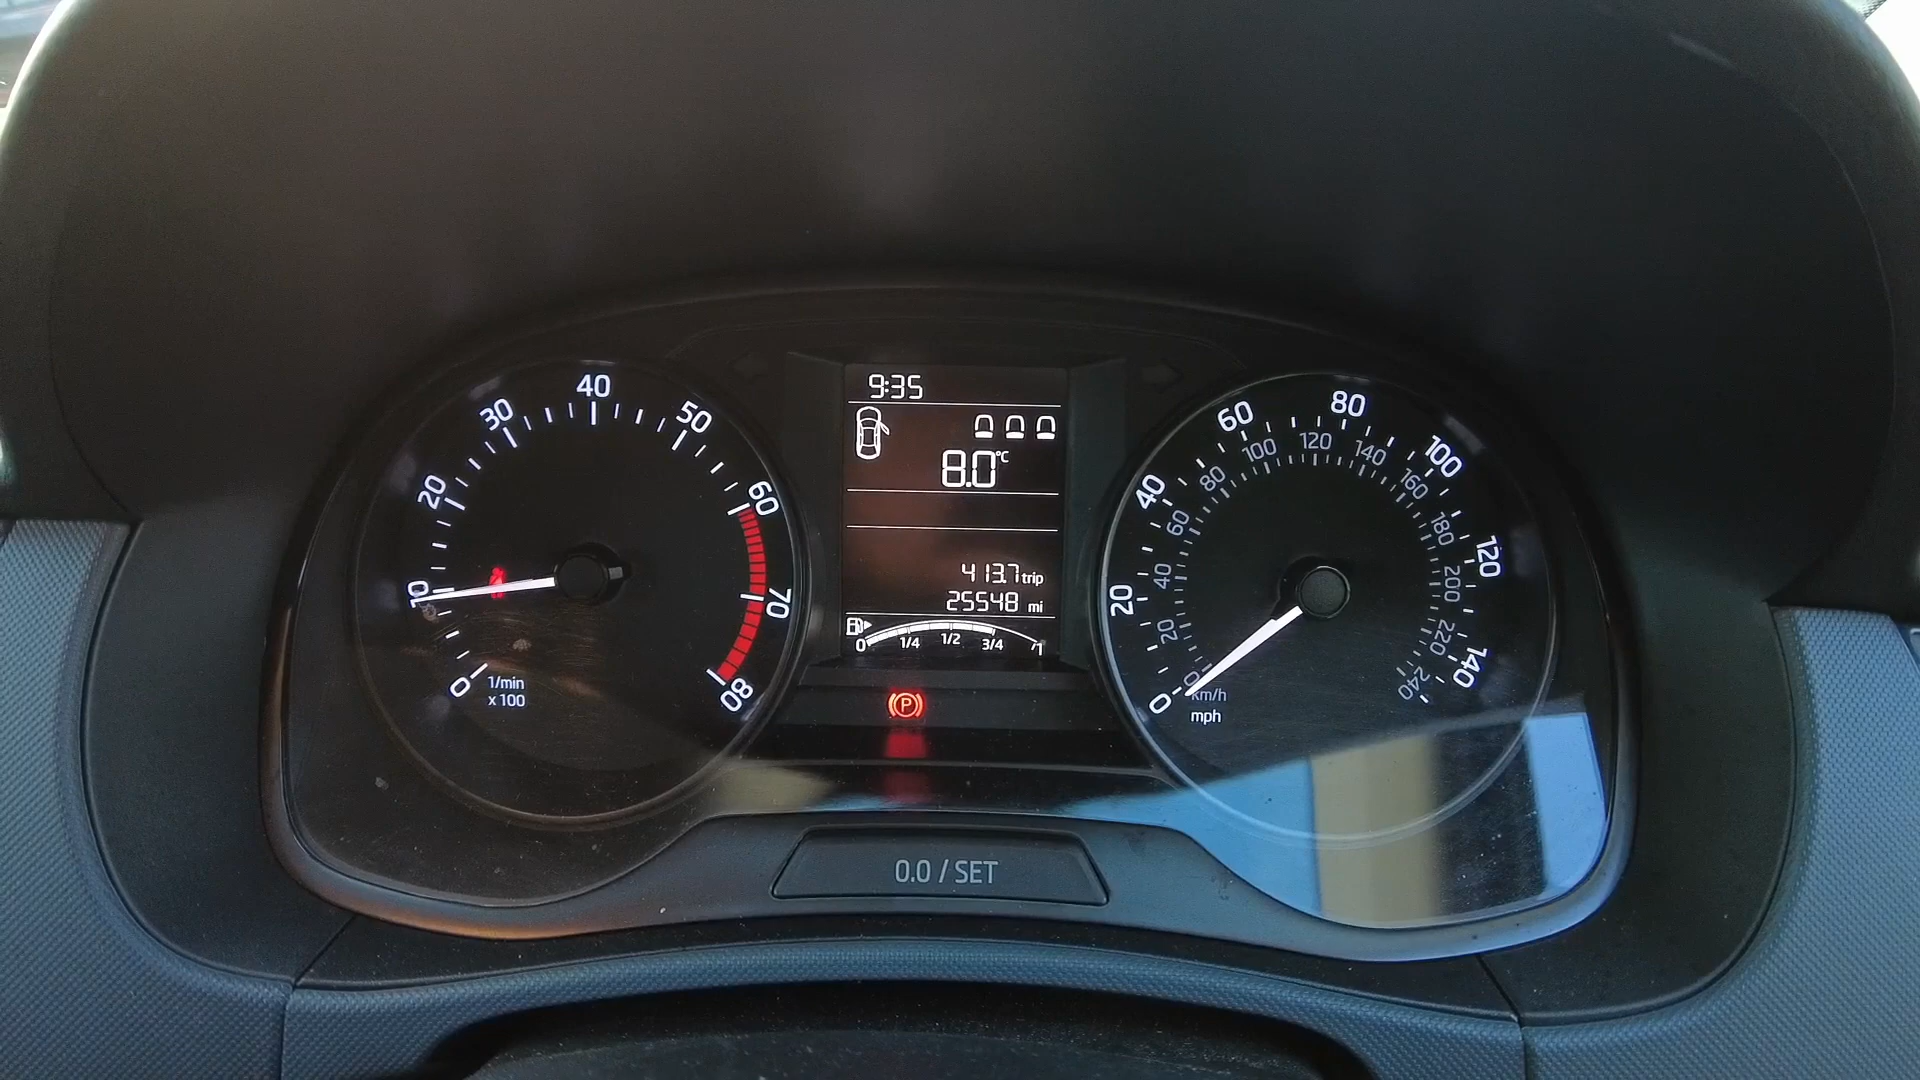 9:35
8.0°C
413.7 trip
25548 mi
0 1/4 1/2 3/4 1
P
0 10 20 30 40 50 60 70 80
1/min
x 100
0 20 40 60 80 100 120 140
0 20 40 60 80 100 120 140 160 180 200 220 240
km/h
mph
0.0 / SET